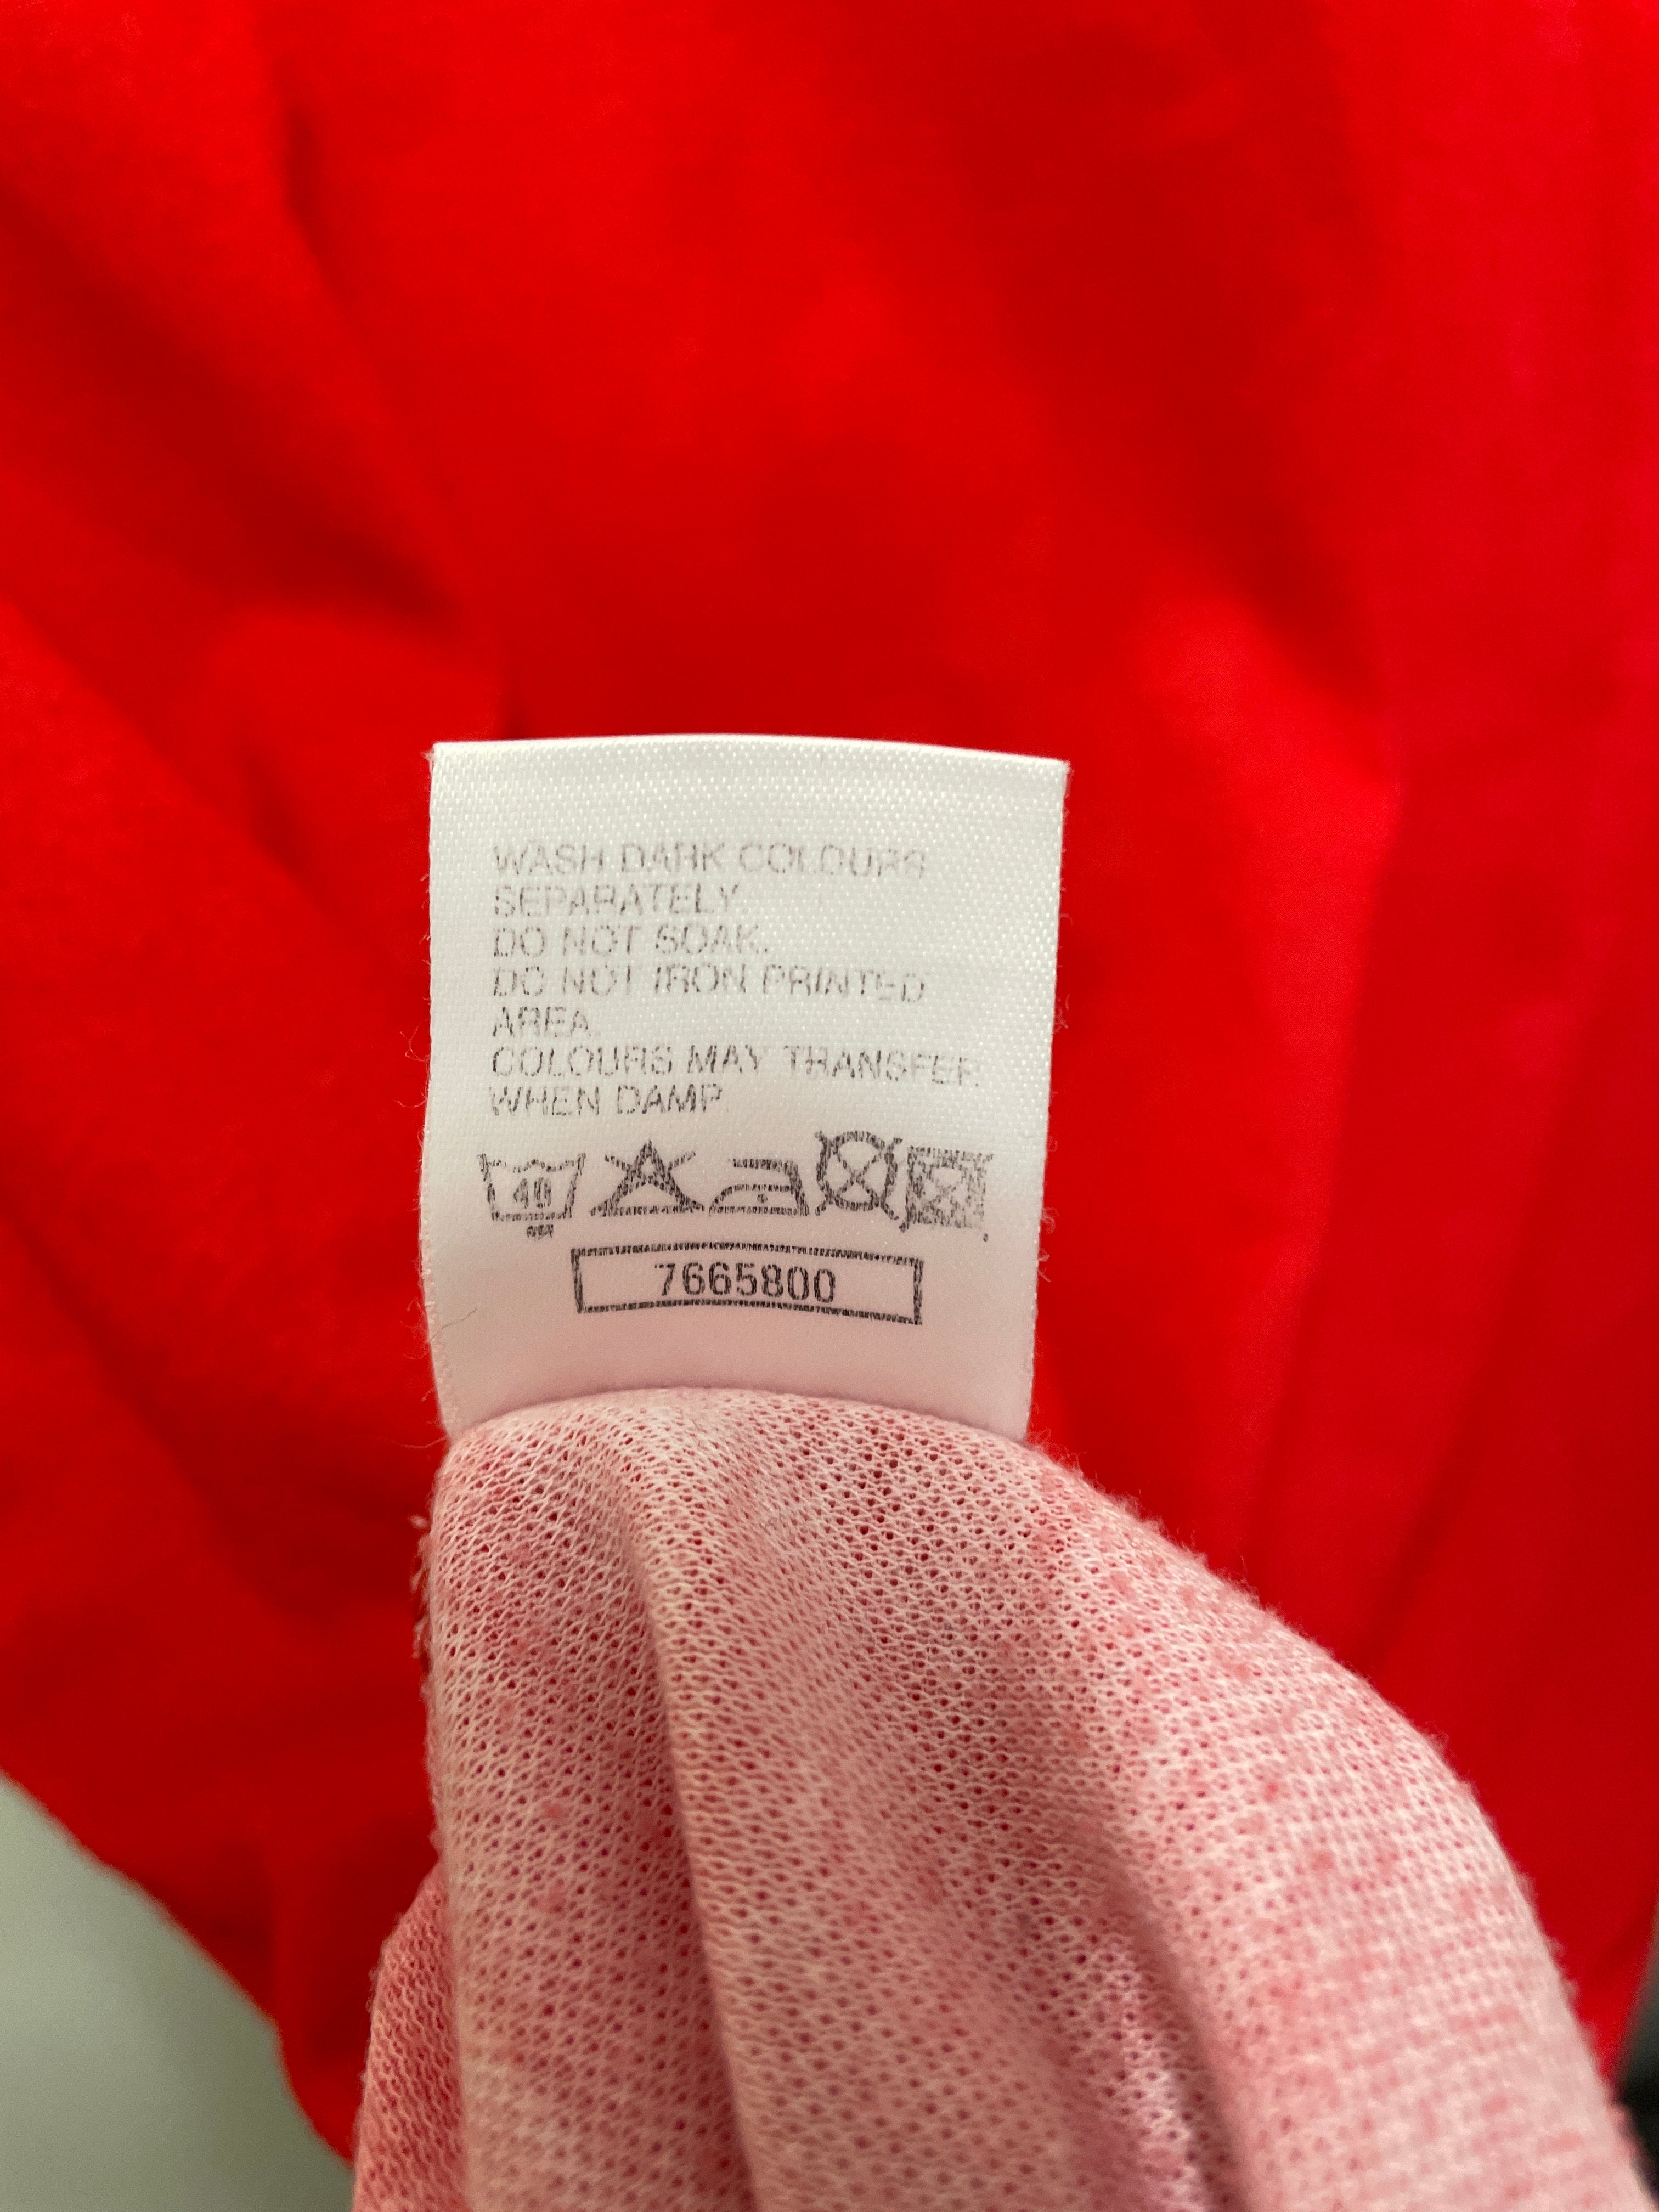 WASH DARK COLOURS
SEPARATELY.
DO NOT SOAK.
DO NOT IRON PRINTED
AREA.
COLOURS MAY TRANSFER
WHEN DAMP.
40
7665800